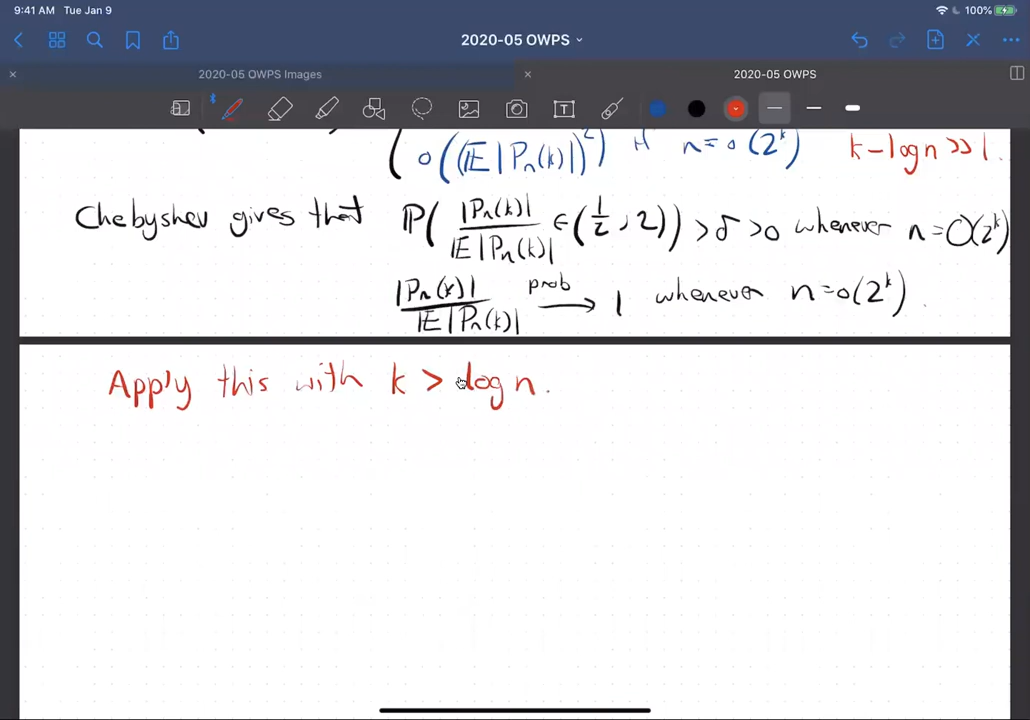 9:41 AM Tue Jan 9
100%
2020-05 OWPS
2020-05 OWPS Images
2020-05 OWPS
( o((𝔼|Pₙ(k)|)²) if n=o(2ᵏ) k-log n >> 1.
Chebyshev gives that ℙ( |Pₙ(k)| / 𝔼|Pₙ(k)| ∈ (1/2, 2)) > δ > 0 whenever n=O(2ᵏ)
|Pₙ(k)| / 𝔼|Pₙ(k)| prob → 1 whenever n=o(2ᵏ).
Apply this with k > log n.